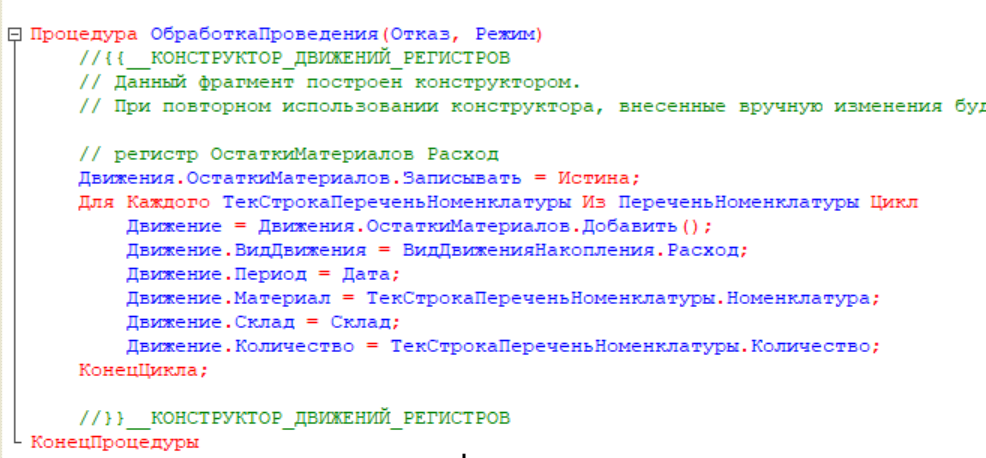 Процедура ОбработкаПроведения(Отказ, Режим)
//{{__КОНСТРУКТОР_ДВИЖЕНИЙ_РЕГИСТРОВ
// Данный фрагмент построен конструктором.
// При повторном использовании конструктора, внесенные вручную изменения
// регистр ОстаткиМатериалов Расход
Движения.ОстаткиМатериалов.Записывать = Истина;
Для Каждого ТекСтрокаПереченьНоменклатуры Из ПереченьНоменклатуры Цикл
Движение = Движения.ОстаткиМатериалов.Добавить();
Движение.ВидДвижения = ВидДвиженияНакопления.Расход;
Движение.Период = Дата;
Движение.Материал = ТекСтрокаПереченьНоменклатуры.Номенклатура;
Движение.Склад = Склад;
Движение.Количество = ТекСтрокаПереченьНоменклатуры.Количество;
КонецЦикла;
//}}__КОНСТРУКТОР_ДВИЖЕНИЙ_РЕГИСТРОВ
КонецПроцедуры